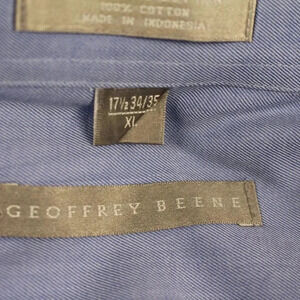 100% COTTON
MADE IN INDONESIA
17½ 34/35
XL
GEOFFREY BEENE